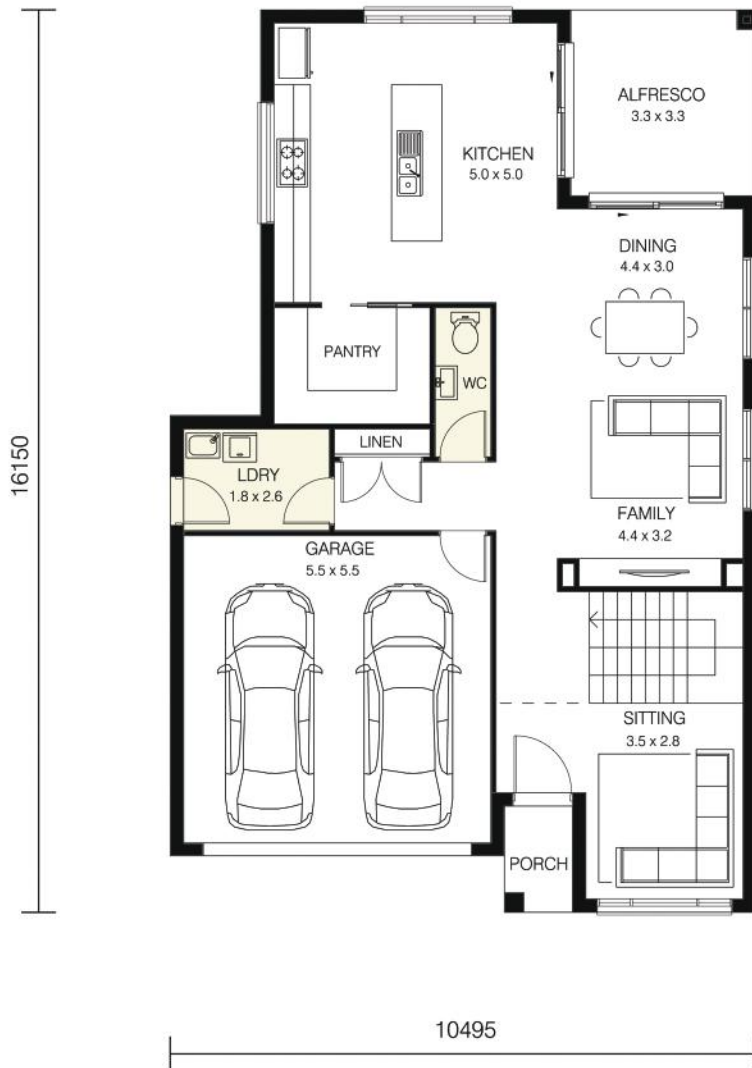 ALFRESCO
3.3 x 3.3
KITCHEN
5.0 x 5.0
DINING
4.4 x 3.0
PANTRY
WC
LINEN
LDRY
1.8 x 2.6
16150
FAMILY
4.4 x 3.2
GARAGE
5.5 x 5.5
SITTING
3.5 x 2.8
PORCH
10495